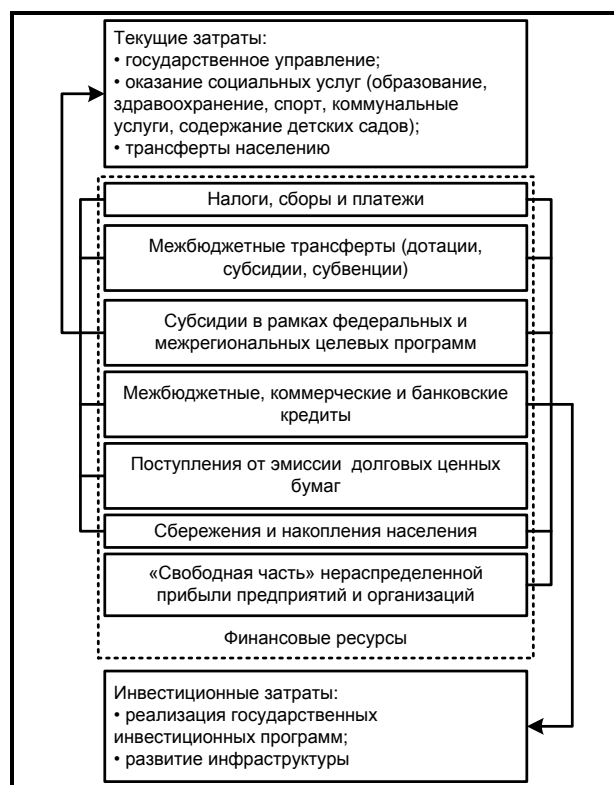 Текущие затраты:
• государственное управление;
• оказание социальных услуг (образование,
здравоохранение, спорт, коммунальные
услуги, содержание детских садов);
• трансферты населению
Налоги, сборы и платежи
Межбюджетные трансферты (дотации,
субсидии, субвенции)
Субсидии в рамках федеральных и
межрегиональных целевых программ
Межбюджетные, коммерческие и банковские
кредиты
Поступления от эмиссии долговых ценных
бумаг
Сбережения и накопления населения
«Свободная часть» нераспределенной
прибыли предприятий и организаций
Финансовые ресурсы
Инвестиционные затраты:
• реализация государственных
инвестиционных программ;
• развитие инфраструктуры